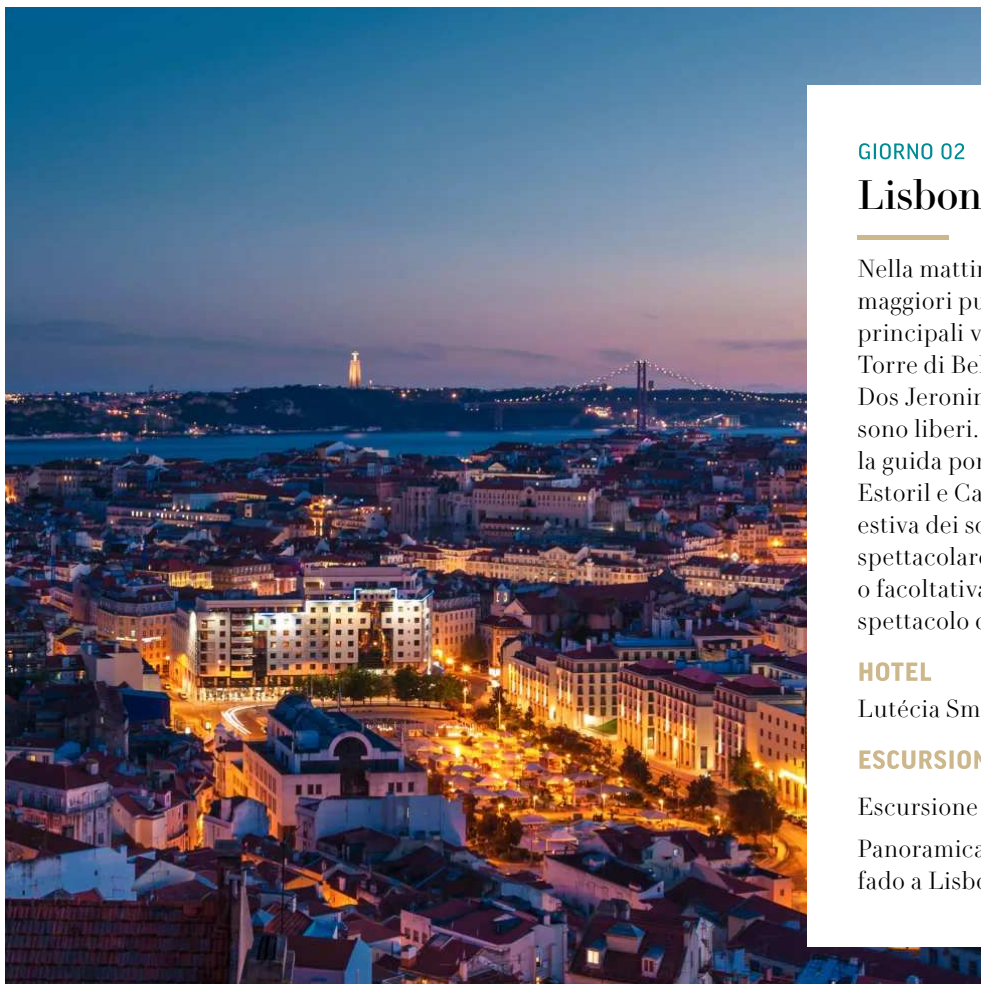 GIORNO 02
Lisbon
Nella mattin
maggiori pu
principali v
Torre di Bel
Dos Jeronim
sono liberi.
la guida por
Estoril e Ca
estiva dei so
spettacolare
o facoltativa
spettacolo d
HOTEL
Lutécia Sm
ESCURSION
Escursione
Panoramica
fado a Lisbo